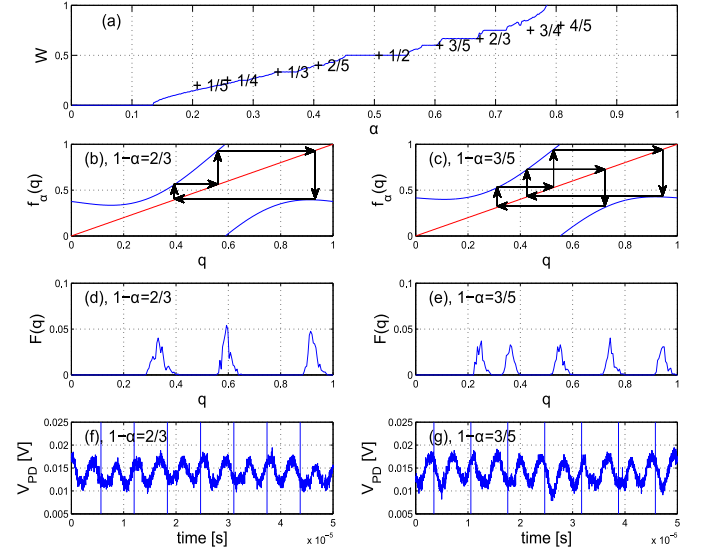 (a)
W
1
0.5
0
1/5 1/4 1/3 2/5 1/2 3/5 2/3 3/4 4/5
0 0.1 0.2 0.3 0.4 0.5 0.6 0.7 0.8 0.9 1
α
(b), 1−α=2/3
f_α(q)
1
0.5
0
0 0.2 0.4 0.6 0.8 1
q
(c), 1−α=3/5
f_α(q)
1
0.5
0
0 0.2 0.4 0.6 0.8 1
q
(d), 1−α=2/3
F(q)
0,1
0.05
0
0 0.2 0.4 0.6 0.8 1
q
(e), 1−α=3/5
F(q)
0,1
0.05
0
0 0.2 0.4 0.6 0.8 1
q
(f), 1−α=2/3
V_PD [V]
0.025
0.02
0.015
0.01
0.005
0 1 2 3 4 5
time [s]
x 10^-5
(g), 1−α=3/5
V_PD [V]
0.025
0.02
0.015
0.01
0.005
0 1 2 3 4 5
time [s]
x 10^-5